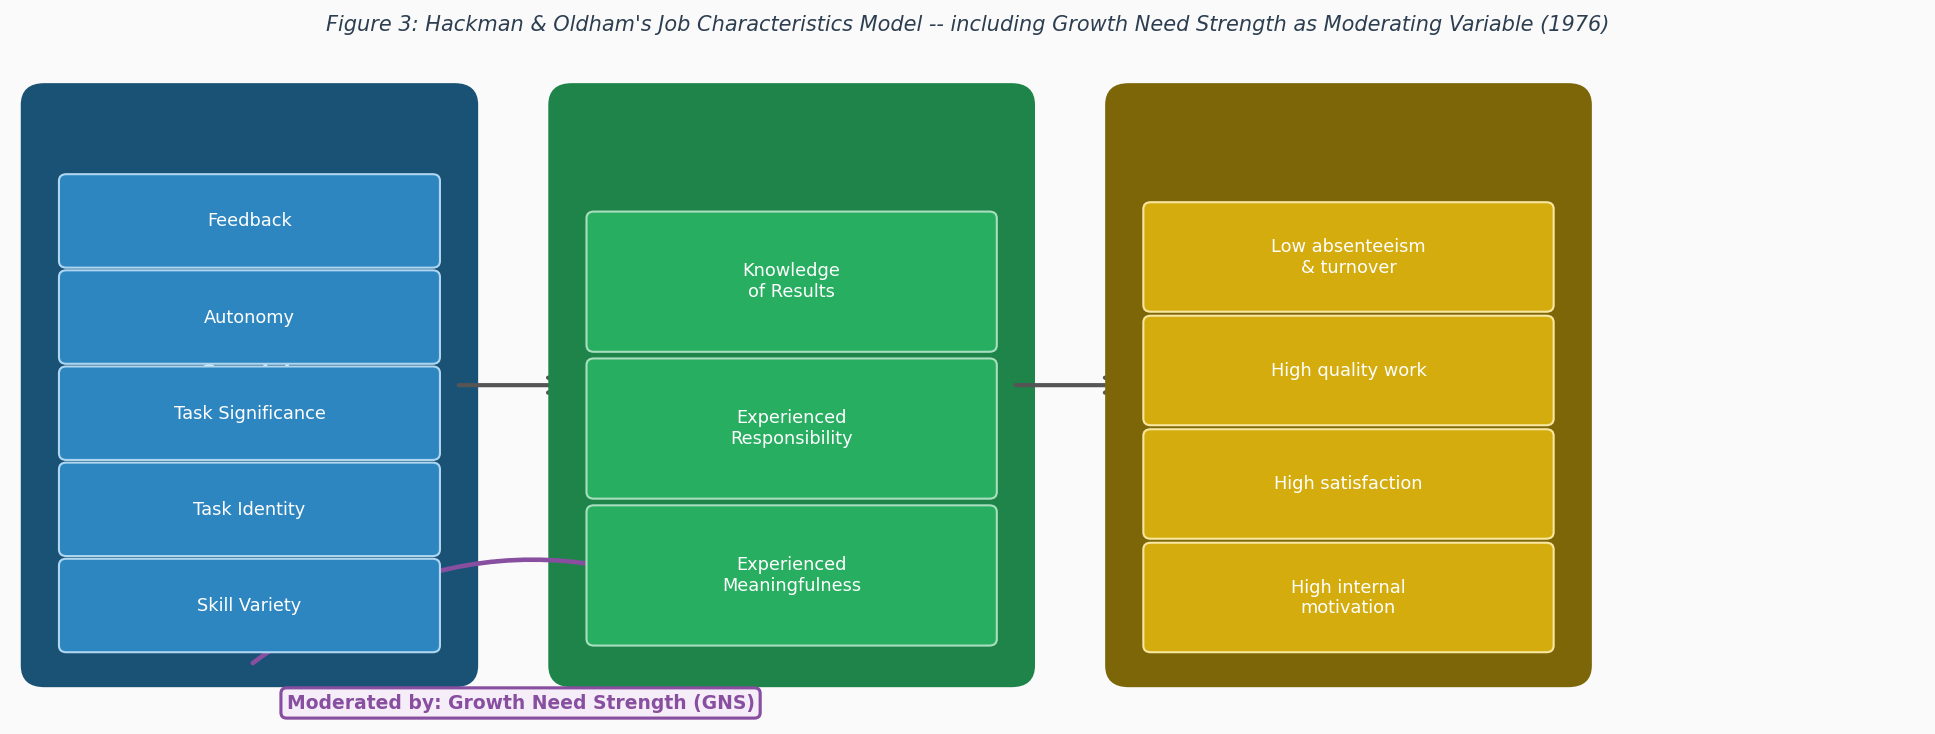 Figure 3: Hackman & Oldham's Job Characteristics Model -- including Growth Need Strength as Moderating Variable (1976)
Feedback
Autonomy
Task Significance
Task Identity
Skill Variety
Knowledge
of Results
Experienced
Responsibility
Experienced
Meaningfulness
Low absenteeism
& turnover
High quality work
High satisfaction
High internal
motivation
Moderated by: Growth Need Strength (GNS)